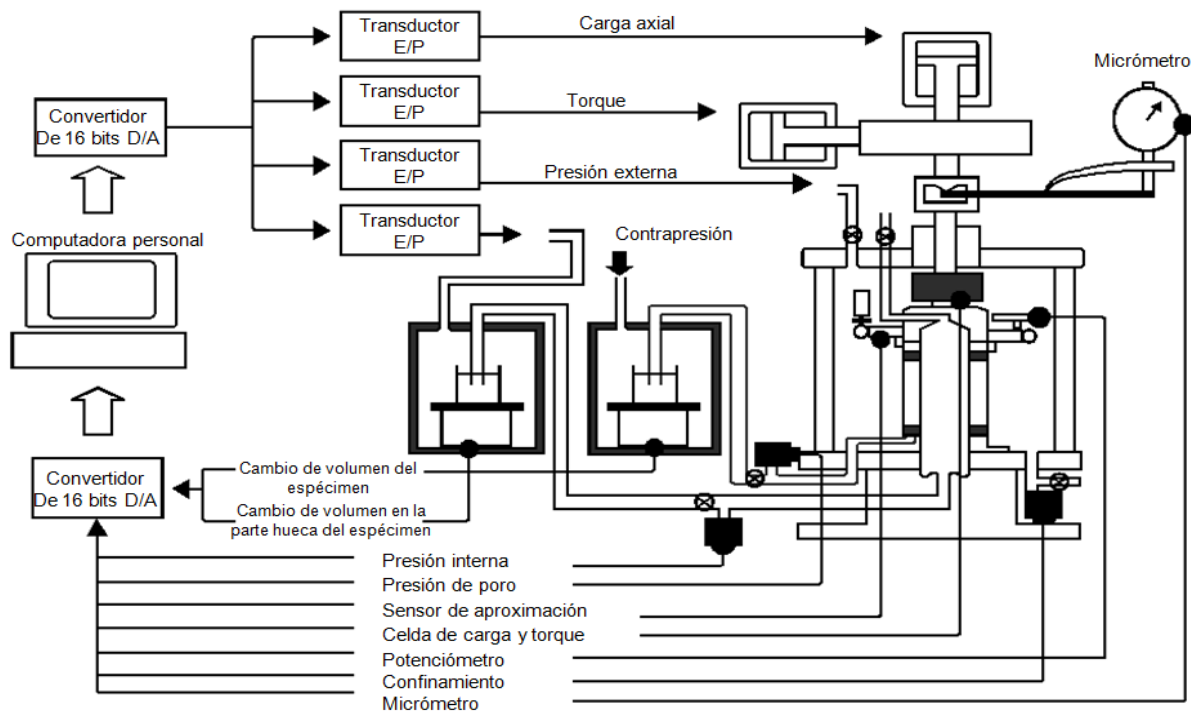 Transductor
E/P
Carga axial
Micrómetro
Transductor
E/P
Torque
Convertidor
De 16 bits D/A
Transductor
E/P
Presión externa
Transductor
E/P
Contrapresión
Computadora personal
Convertidor
De 16 bits D/A
Cambio de volumen del
espécimen
Cambio de volumen en la
parte hueca del espécimen
Presión interna
Presión de poro
Sensor de aproximación
Celda de carga y torque
Potenciómetro
Confinamiento
Micrómetro